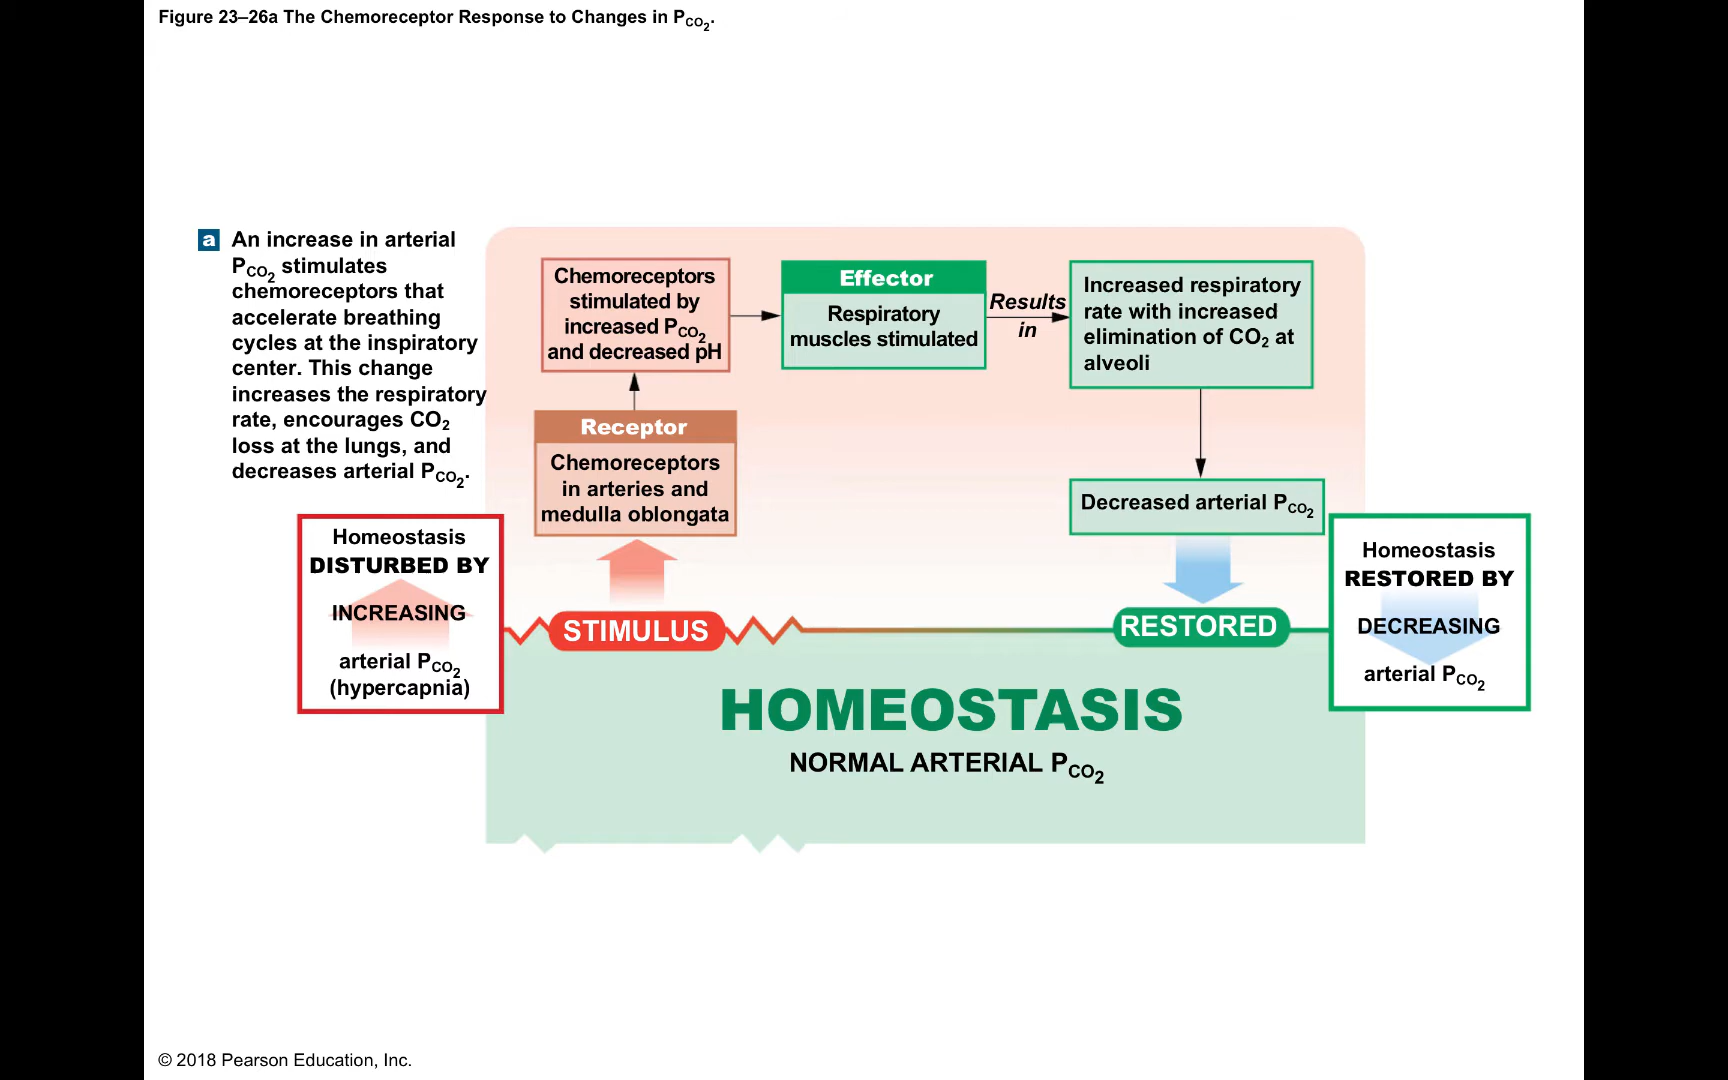 Figure 23–26a The Chemoreceptor Response to Changes in PCO2.
a An increase in arterial
PCO2 stimulates
chemoreceptors that
accelerate breathing
cycles at the inspiratory
center. This change
increases the respiratory
rate, encourages CO2
loss at the lungs, and
decreases arterial PCO2.
Chemoreceptors
stimulated by
increased PCO2
and decreased pH
Effector
Respiratory
muscles stimulated
Results
in
Increased respiratory
rate with increased
elimination of CO2 at
alveoli
Receptor
Chemoreceptors
in arteries and
medulla oblongata
Decreased arterial PCO2
Homeostasis
DISTURBED BY
INCREASING
arterial PCO2
(hypercapnia)
STIMULUS
RESTORED
Homeostasis
RESTORED BY
DECREASING
arterial PCO2
HOMEOSTASIS
NORMAL ARTERIAL PCO2
© 2018 Pearson Education, Inc.